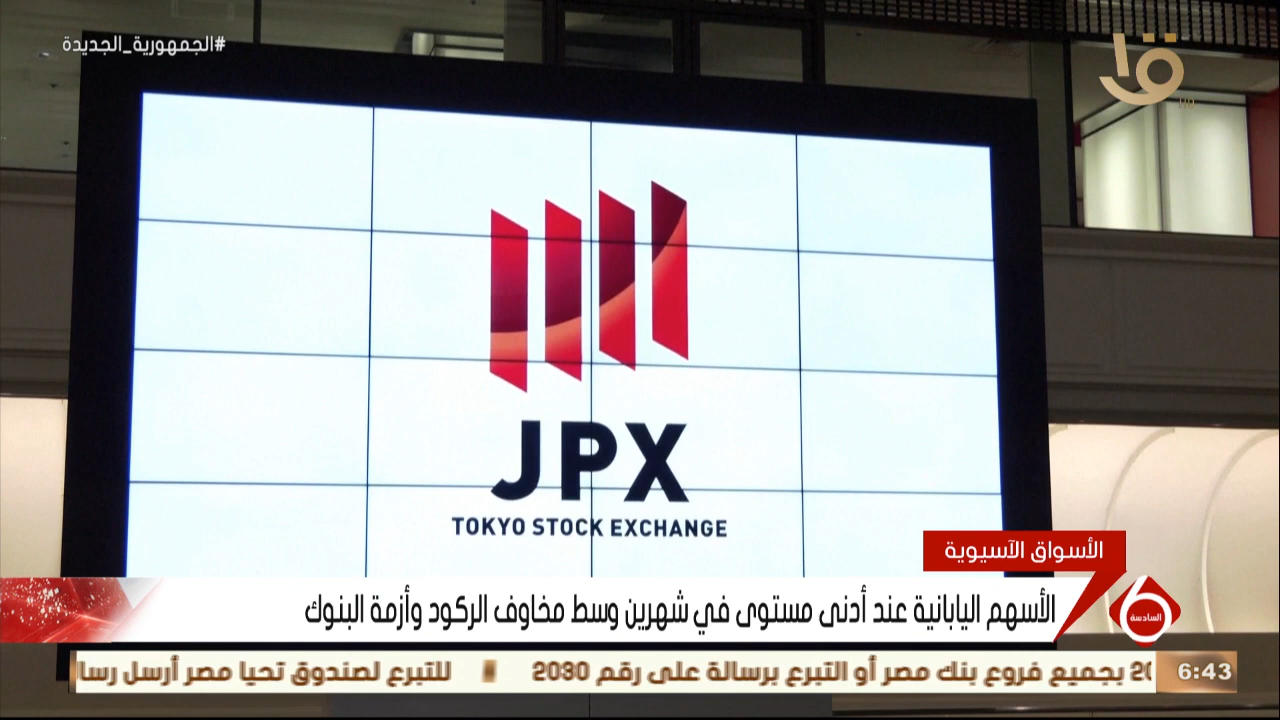 #الجمهورية_الجديدة
JPX
TOKYO STOCK EXCHANGE
الأسواق الآسيوية
الأسهم اليابانية عند أدنى مستوى في شهرين وسط مخاوف الركود وأزمة البنوك
السادسة
بجميع فروع بنك مصر أو التبرع برسالة على رقم 2030 للتبرع لصندوق تحيا مصر أرسل
6:43